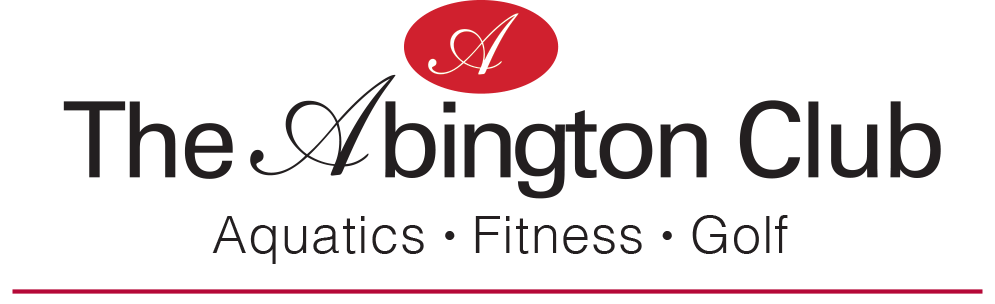 A
The Abington Club
Aquatics • Fitness • Golf